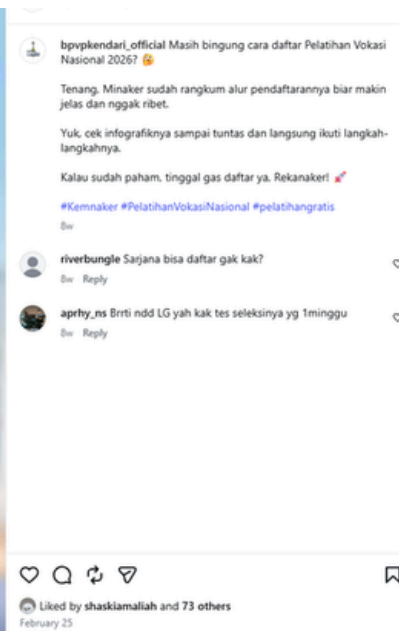 bpvpkendari_official Masih bingung cara daftar Pelatihan Vokasi
Nasional 2026? 🥴
Tenang, Minaker sudah rangkum alur pendaftarannya biar makin
jelas dan nggak ribet.
Yuk, cek infografiknya sampai tuntas dan langsung ikuti langkah-
langkahnya.
Kalau sudah paham, tinggal gas daftar ya, Rekanaker! 🚀
#Kemnaker #PelatihanVokasiNasional #pelatihangratis
8w
riverbungle Sarjana bisa daftar gak kak?
8w Reply
aprhy_ns Brrti ndd LG yah kak tes seleksinya yg 1minggu
8w Reply
Liked by shaskiamaliah and 73 others
February 25